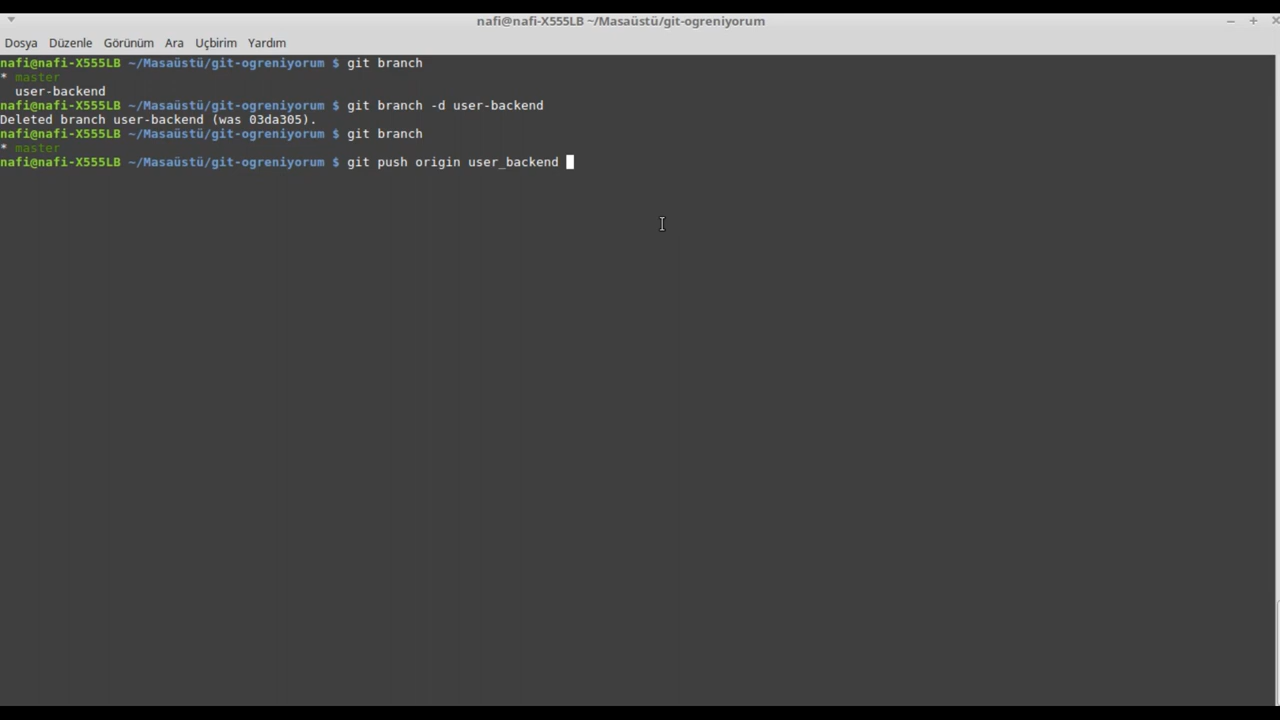 nafi@nafi-X555LB ~/Masaüstü/git-ogreniyorum
Dosya Düzenle Görünüm Ara Uçbirim Yardım
nafi@nafi-X555LB ~/Masaüstü/git-ogreniyorum $ git branch
* master
  user-backend
nafi@nafi-X555LB ~/Masaüstü/git-ogreniyorum $ git branch -d user-backend
Deleted branch user-backend (was 03da305).
nafi@nafi-X555LB ~/Masaüstü/git-ogreniyorum $ git branch
* master
nafi@nafi-X555LB ~/Masaüstü/git-ogreniyorum $ git push origin user_backend